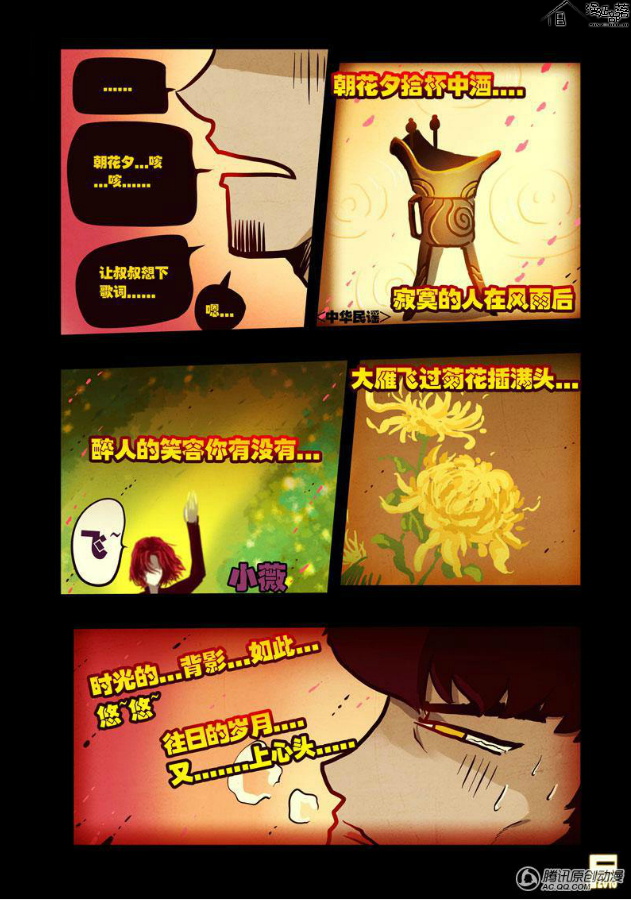 ……
朝花夕...咳
...咳……
让叔叔想下
歌词……
嗯...
朝花夕拾杯中酒....
寂寞的人在风雨后
<中华民谣>
醉人的笑容你有没有...
飞~
小薇
大雁飞过菊花插满头...
时光的...背影...如此...
悠~悠~
往日的岁月....
又........上心头.....
腾讯原创动漫
AC.QQ.COM